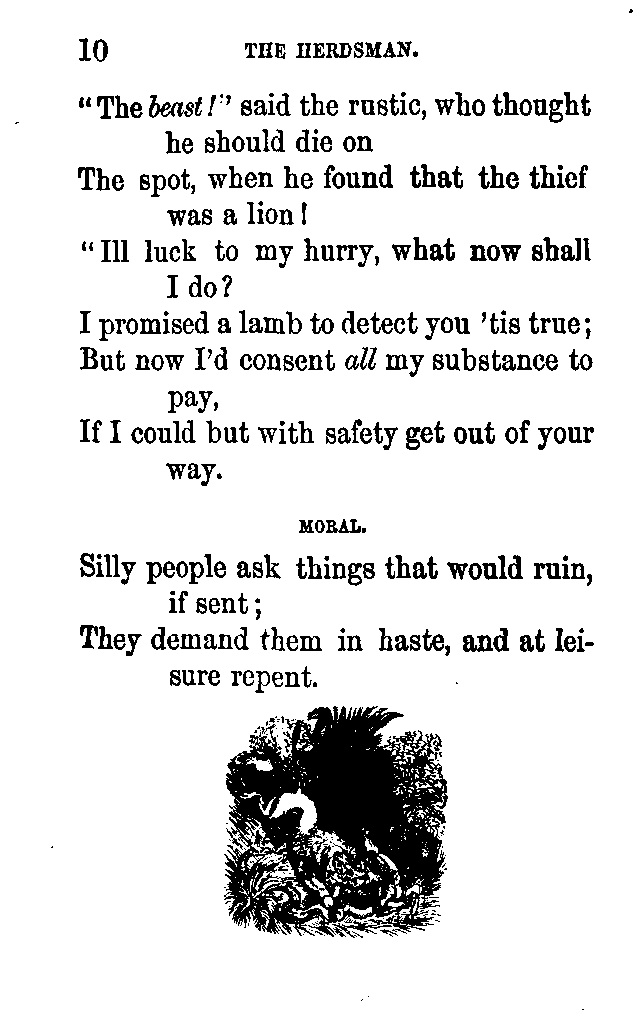 10 THE HERDSMAN.
“The beast!” said the rustic, who thought
he should die on
The spot, when he found that the thief
was a lion!
“Ill luck to my hurry, what now shall
I do?
I promised a lamb to detect you ’tis true;
But now I’d consent all my substance to
pay,
If I could but with safety get out of your
way.
MORAL.
Silly people ask things that would ruin,
if sent;
They demand them in haste, and at lei-
sure repent.